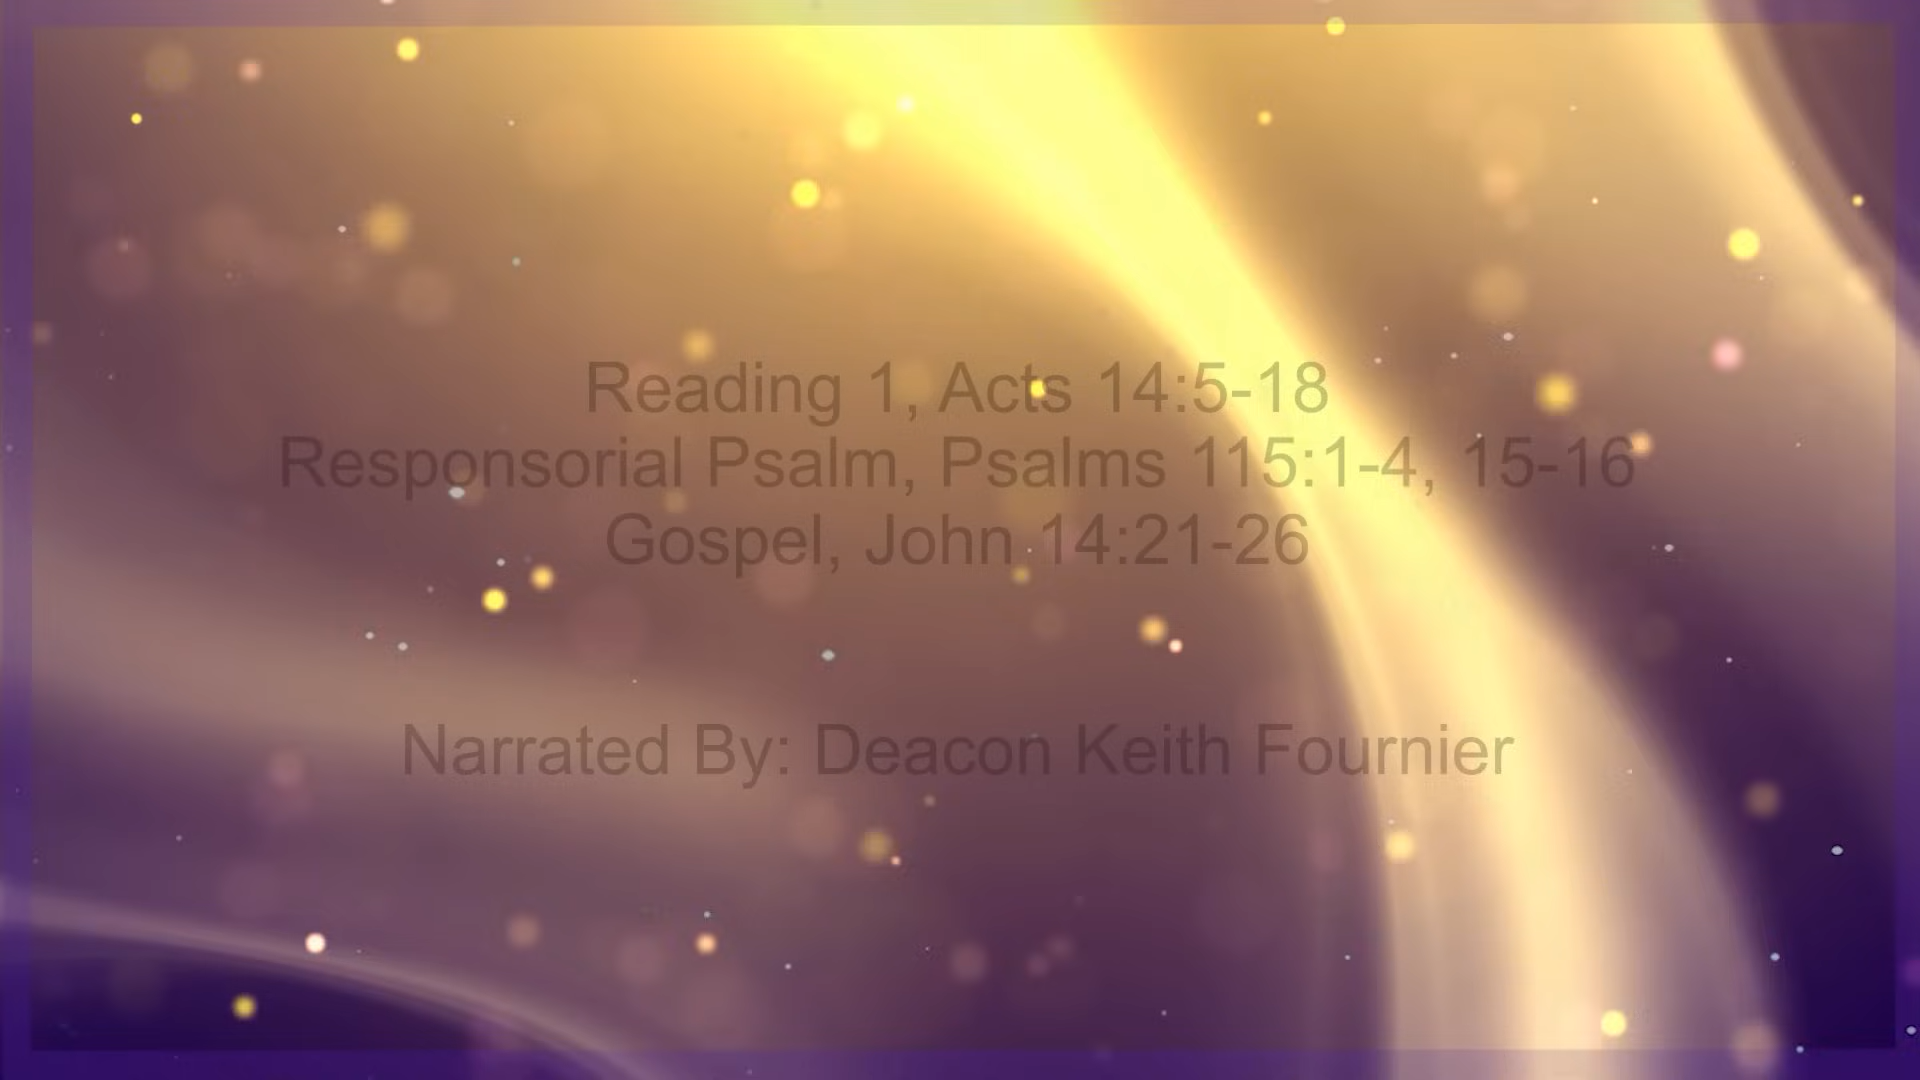 Reading 1, Acts 14:5-18
Responsorial Psalm, Psalms 115:1-4, 15-16
Gospel, John 14:21-26
Narrated By: Deacon Keith Fournier